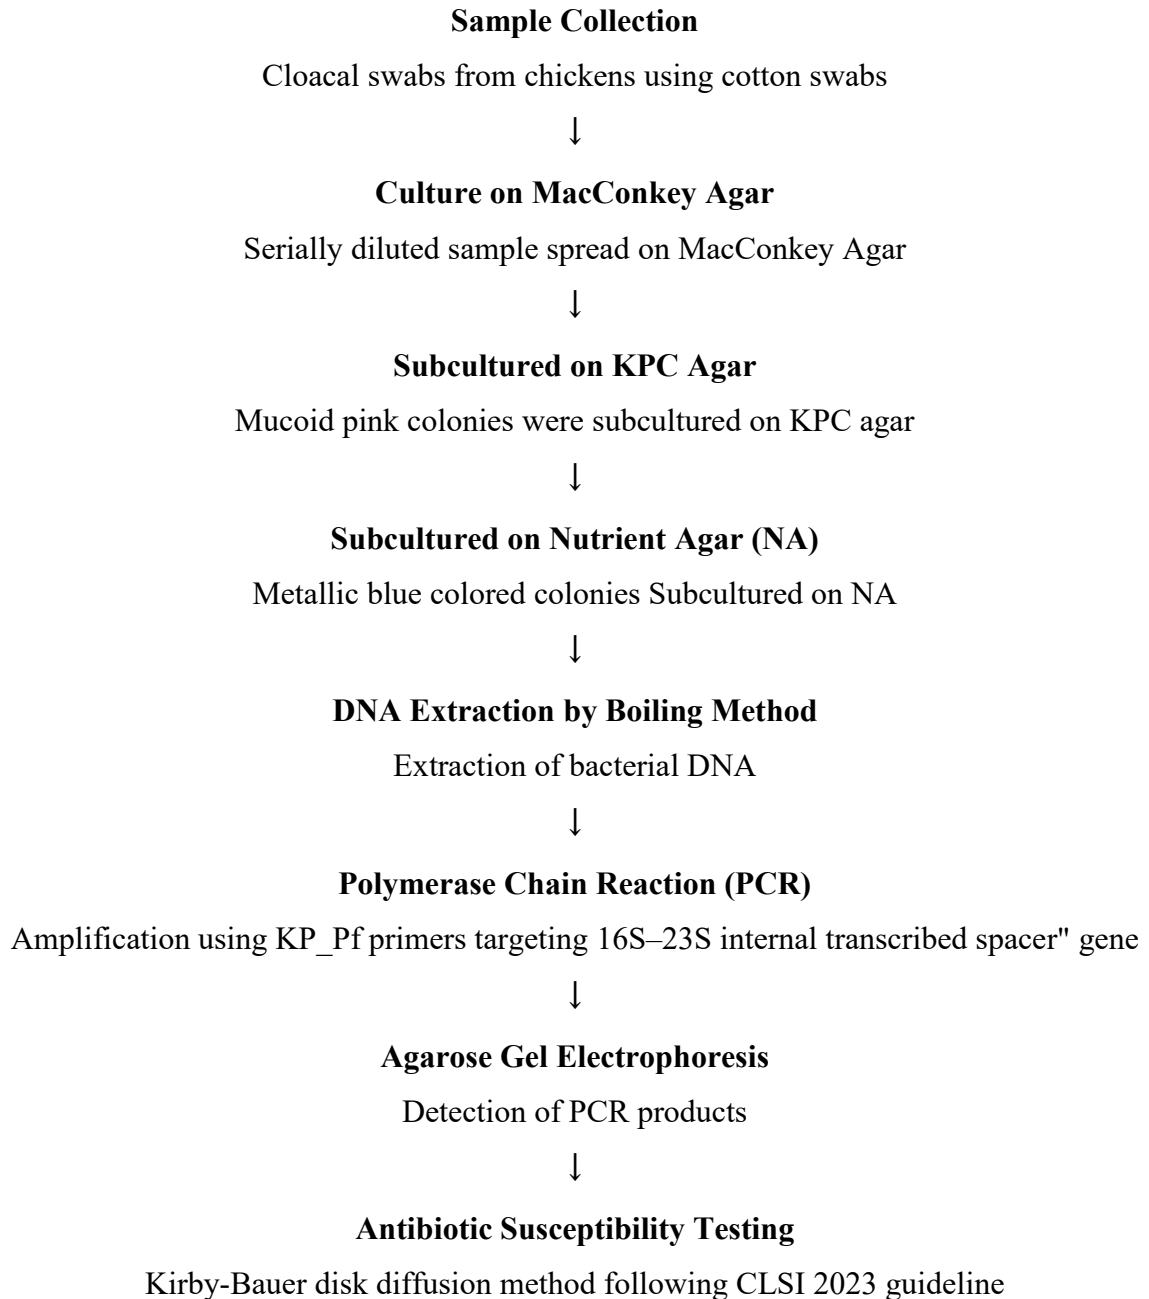 Sample Collection
Cloacal swabs from chickens using cotton swabs
↓
Culture on MacConkey Agar
Serially diluted sample spread on MacConkey Agar
↓
Subcultured on KPC Agar
Mucoid pink colonies were subcultured on KPC agar
↓
Subcultured on Nutrient Agar (NA)
Metallic blue colored colonies Subcultured on NA
↓
DNA Extraction by Boiling Method
Extraction of bacterial DNA
↓
Polymerase Chain Reaction (PCR)
Amplification using KP_Pf primers targeting 16S–23S internal transcribed spacer" gene
↓
Agarose Gel Electrophoresis
Detection of PCR products
↓
Antibiotic Susceptibility Testing
Kirby-Bauer disk diffusion method following CLSI 2023 guideline